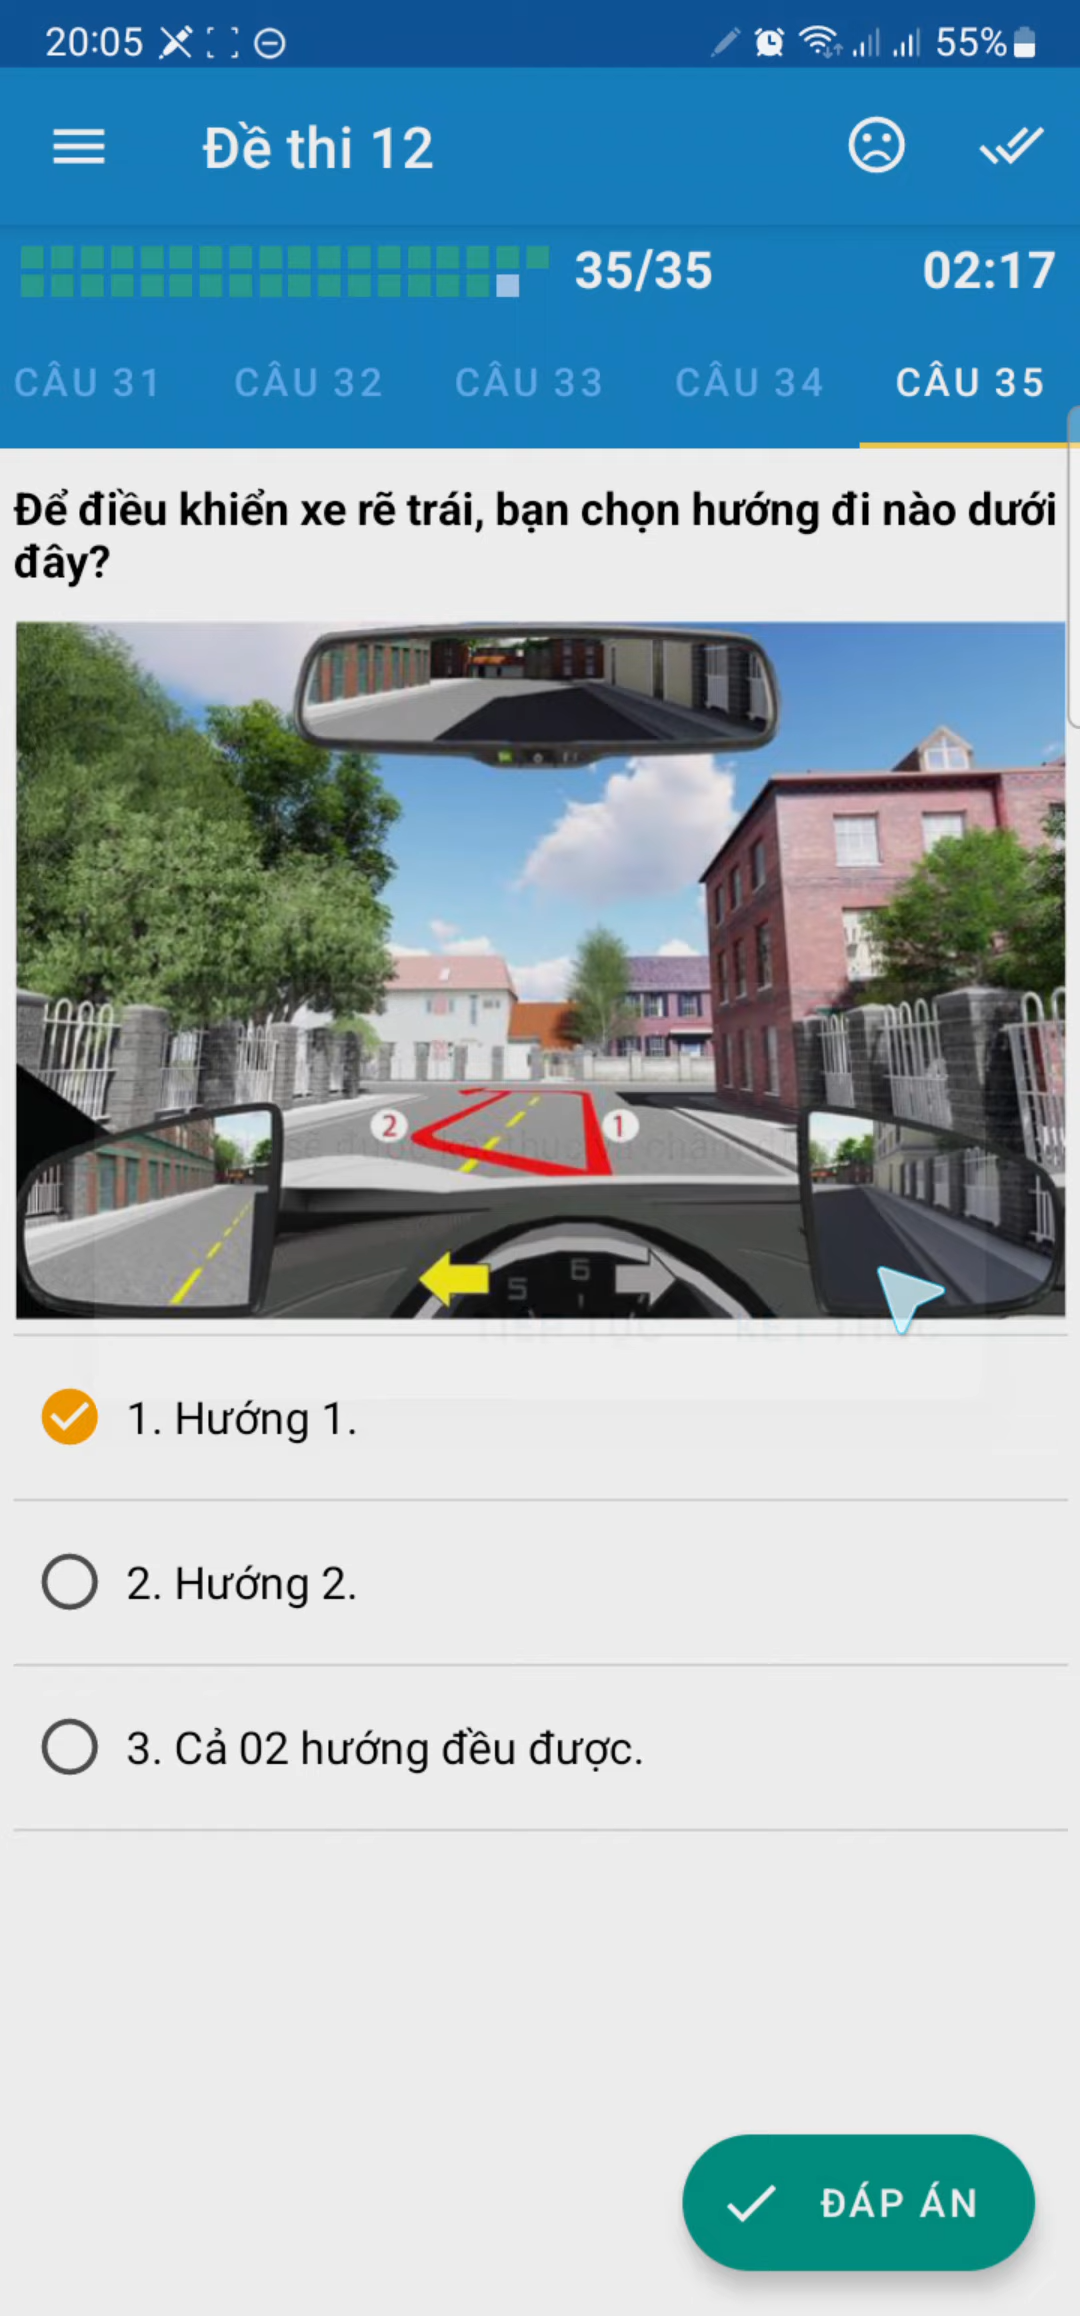 20:05 55%
Đề thi 12
35/35 02:17
CÂU 31 CÂU 32 CÂU 33 CÂU 34 CÂU 35
Để điều khiển xe rẽ trái, bạn chọn hướng đi nào dưới
đây?
2 1
5 6
1. Hướng 1.
2. Hướng 2.
3. Cả 02 hướng đều được.
ĐÁP ÁN